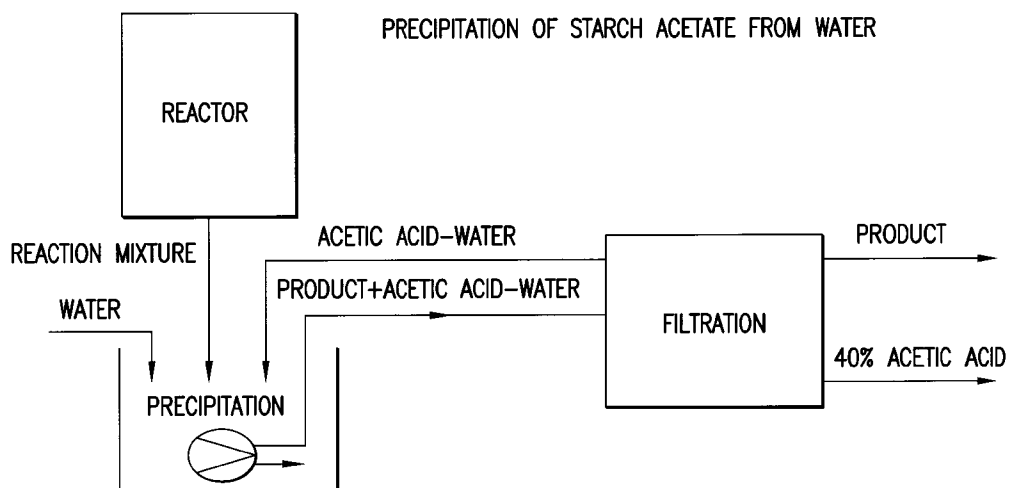 PRECIPITATION OF STARCH ACETATE FROM WATER
REACTOR
REACTION MIXTURE
ACETIC ACID-WATER
PRODUCT
WATER
PRODUCT+ACETIC ACID-WATER
FILTRATION
40% ACETIC ACID
PRECIPITATION